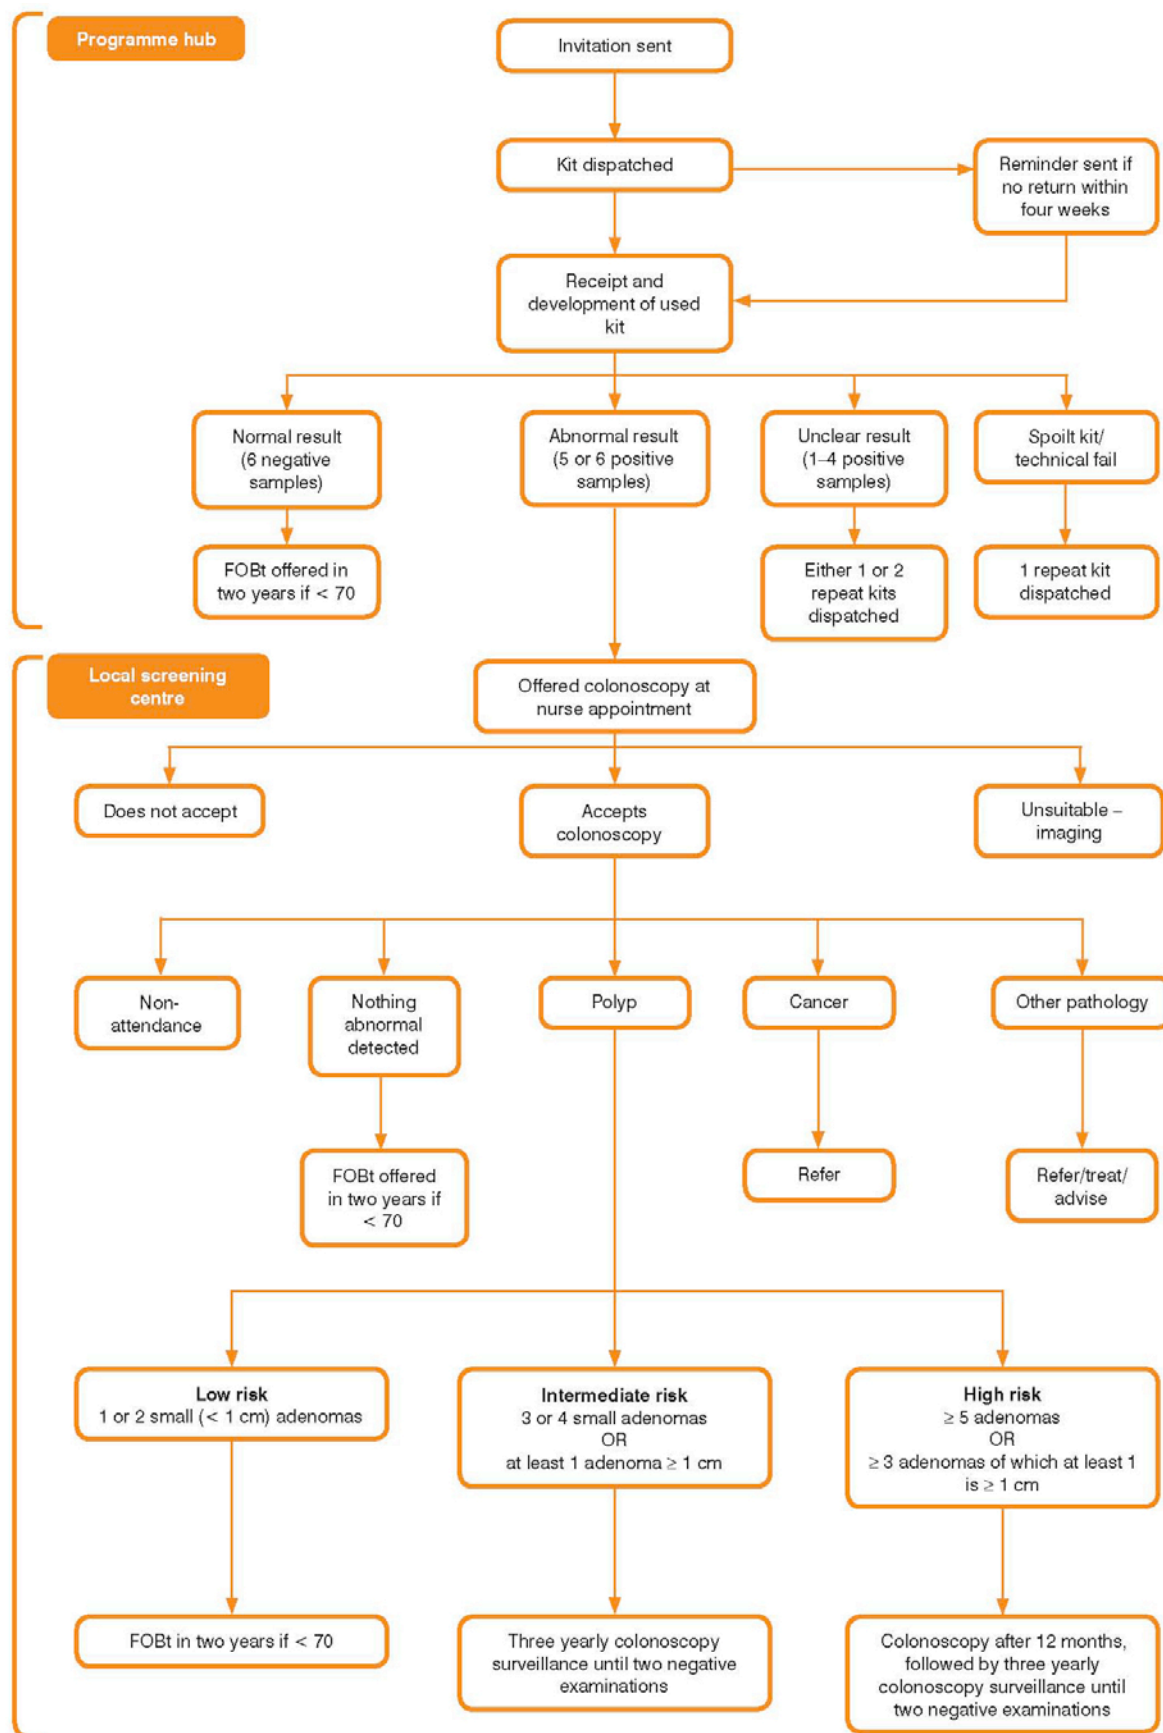 Programme hub
Invitation sent
Kit dispatched
Reminder sent if
no return within
four weeks
Receipt and
development of used
kit
Normal result
(6 negative
samples)
Abnormal result
(5 or 6 positive
samples)
Unclear result
(1–4 positive
samples)
Spoilt kit/
technical fail
FOBt offered in
two years if < 70
Either 1 or 2
repeat kits
dispatched
1 repeat kit
dispatched
Local screening
centre
Offered colonoscopy at
nurse appointment
Does not accept
Accepts
colonoscopy
Unsuitable –
imaging
Non-
attendance
Nothing
abnormal
detected
Polyp
Cancer
Other pathology
FOBt offered
in two years if
< 70
Refer
Refer/treat/
advise
Low risk
1 or 2 small (< 1 cm) adenomas
Intermediate risk
3 or 4 small adenomas
OR
at least 1 adenoma ≥ 1 cm
High risk
≥ 5 adenomas
OR
≥ 3 adenomas of which at least 1
is ≥ 1 cm
FOBt in two years if < 70
Three yearly colonoscopy
surveillance until two negative
examinations
Colonoscopy after 12 months,
followed by three yearly
colonoscopy surveillance until
two negative examinations